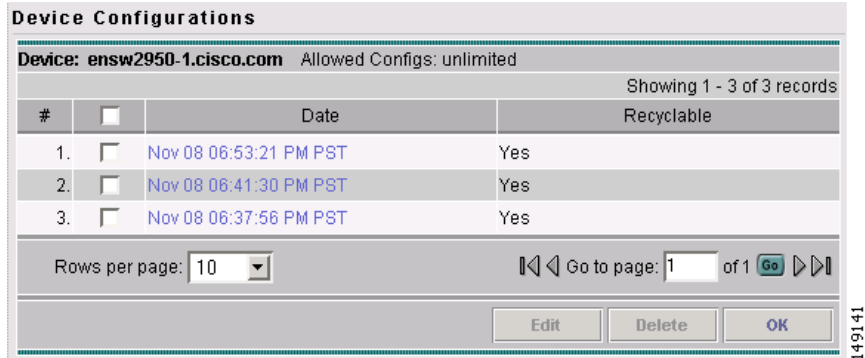 Device Configurations
Device: ensw2950-1.cisco.com Allowed Configs: unlimited
Showing 1 - 3 of 3 records
# Date Recyclable
1. Nov 08 06:53:21 PM PST Yes
2. Nov 08 06:41:30 PM PST Yes
3. Nov 08 06:37:56 PM PST Yes
Rows per page: 10 Go to page: 1 of 1 Go
Edit Delete OK
49141